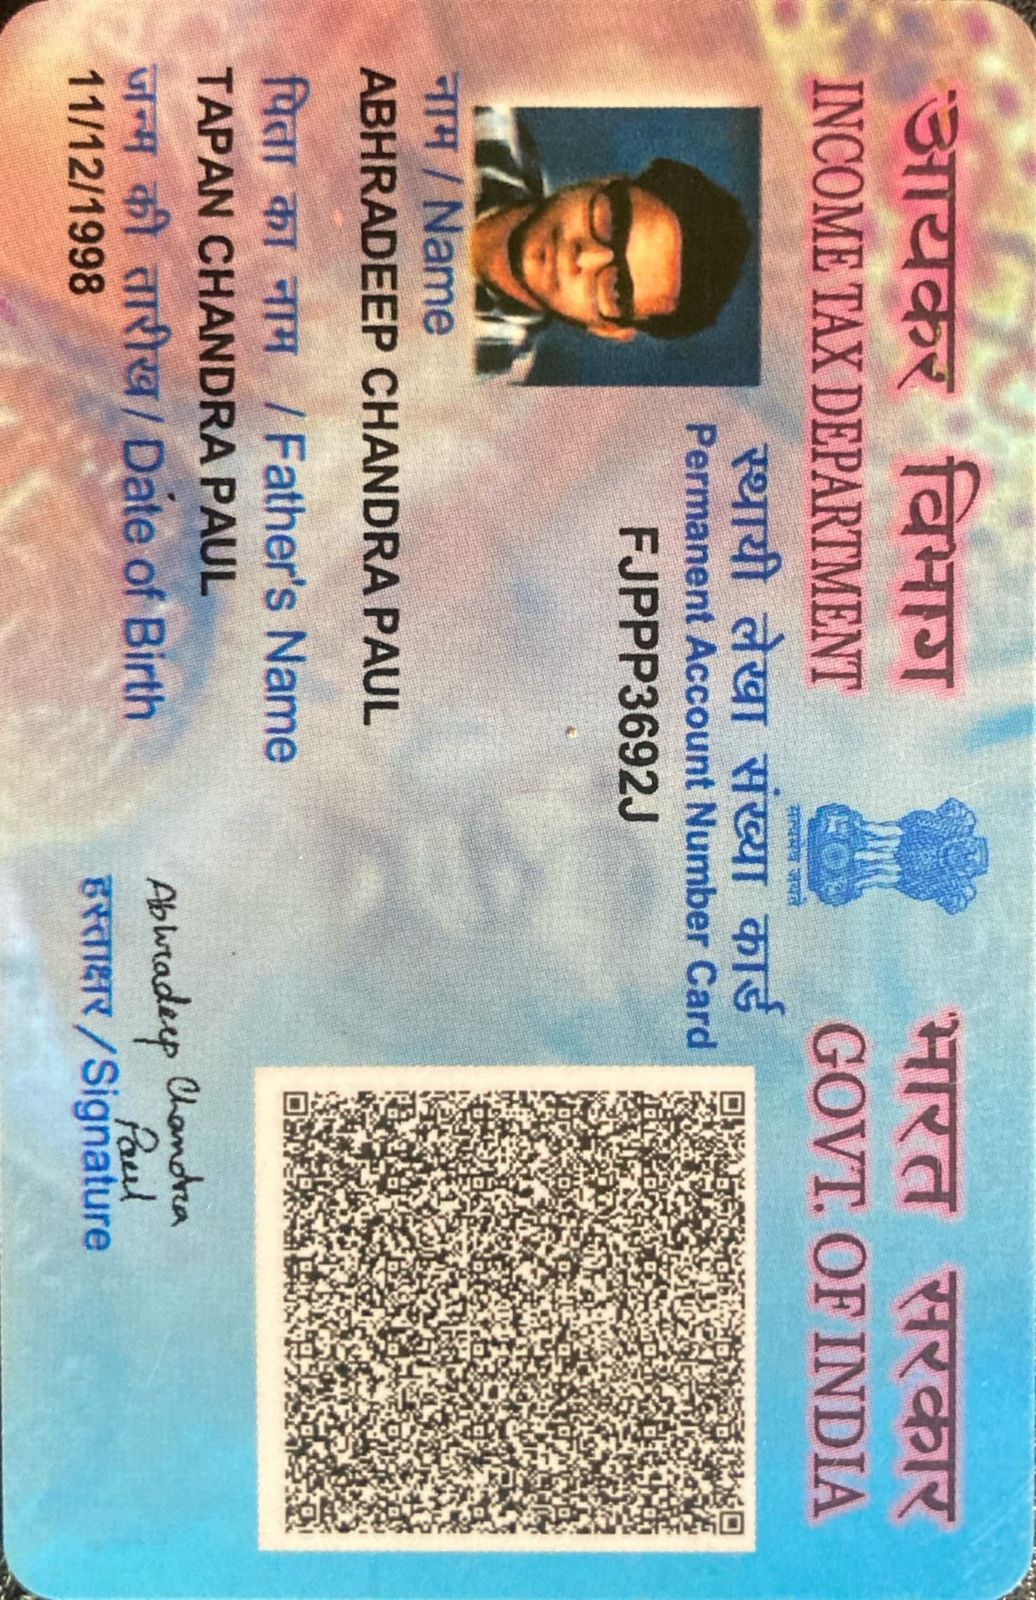 आयकर विभाग
INCOME TAX DEPARTMENT
सत्यमेव जयते
भारत सरकार
GOVT. OF INDIA
स्थायी लेखा संख्या कार्ड
Permanent Account Number Card
FJPPP3692J
नाम / Name
ABHRADEEP CHANDRA PAUL
पिता का नाम / Father's Name
TAPAN CHANDRA PAUL
जन्म की तारीख / Date of Birth
11/12/1998
Abhradeep Chandra
Paul
हस्ताक्षर / Signature